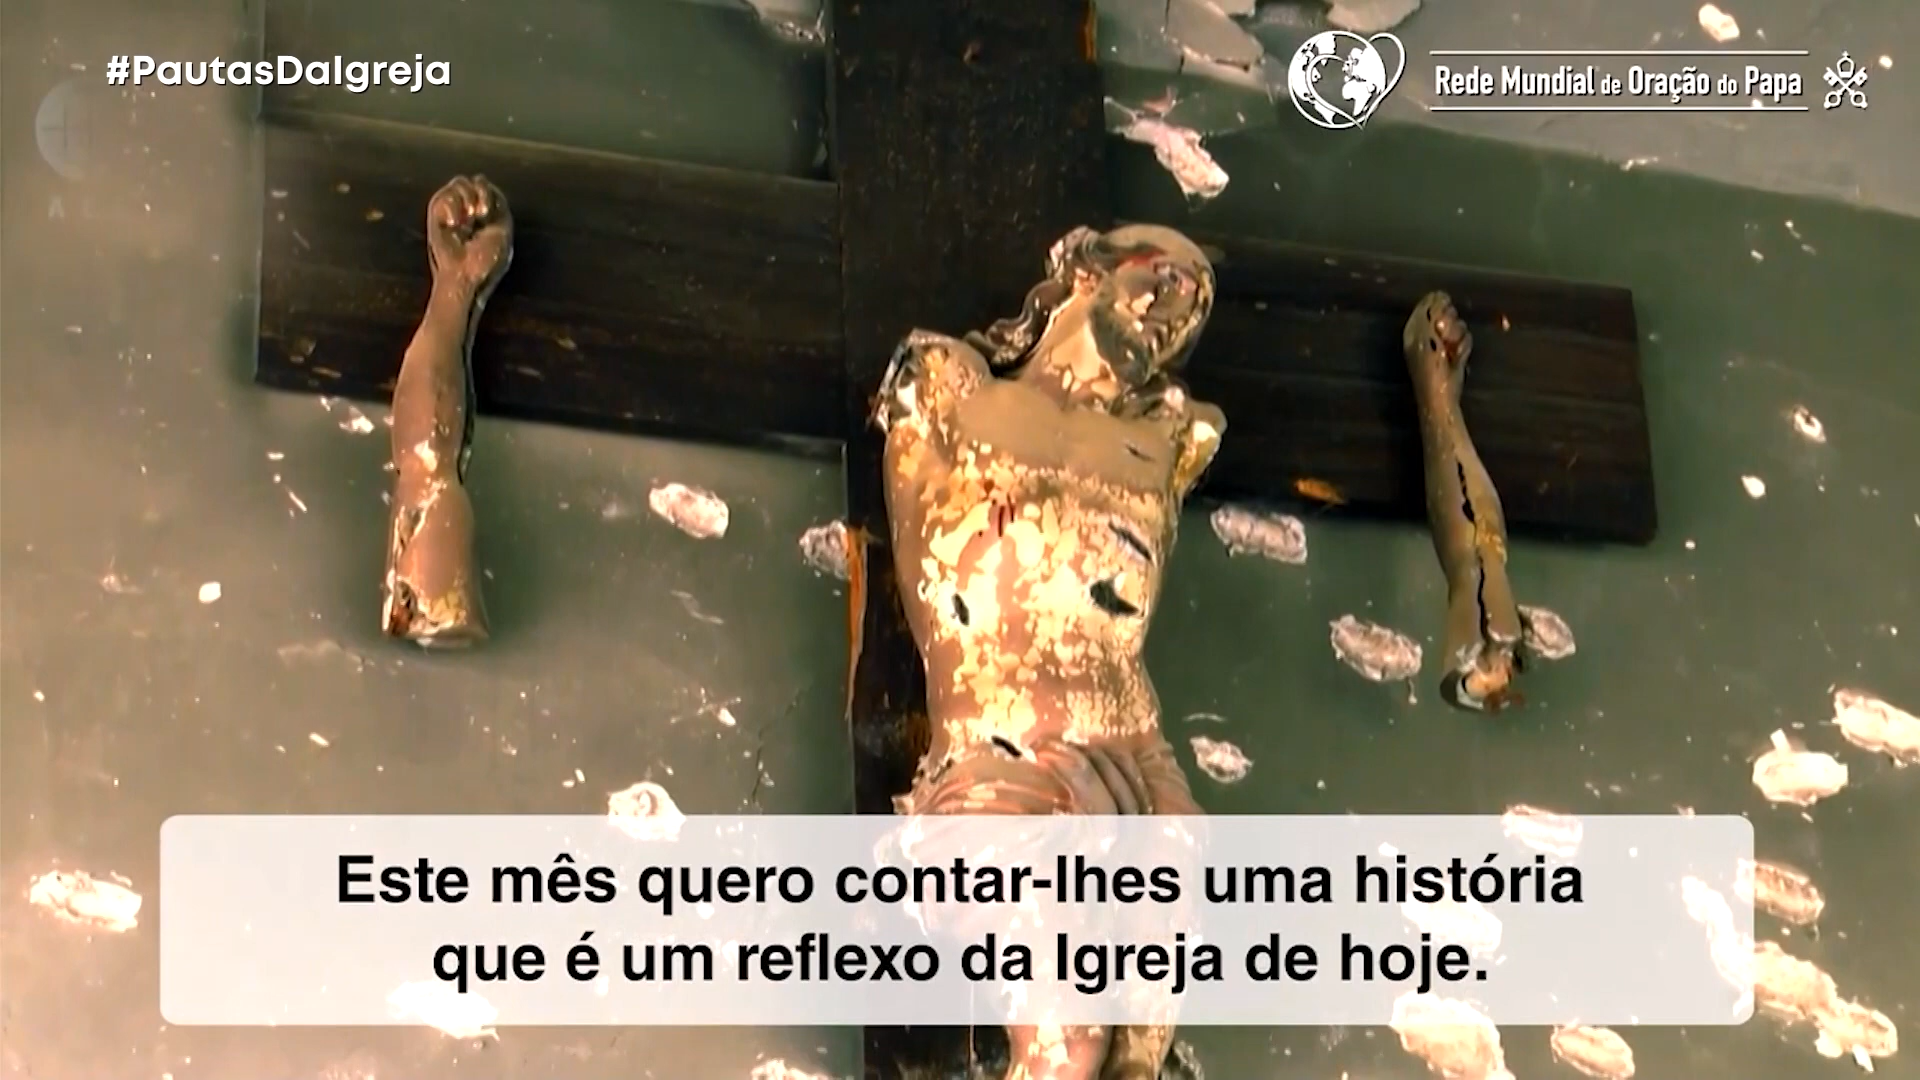 #PautasDaIgreja
Rede Mundial de Oração do Papa
Este mês quero contar-lhes uma história
que é um reflexo da Igreja de hoje.